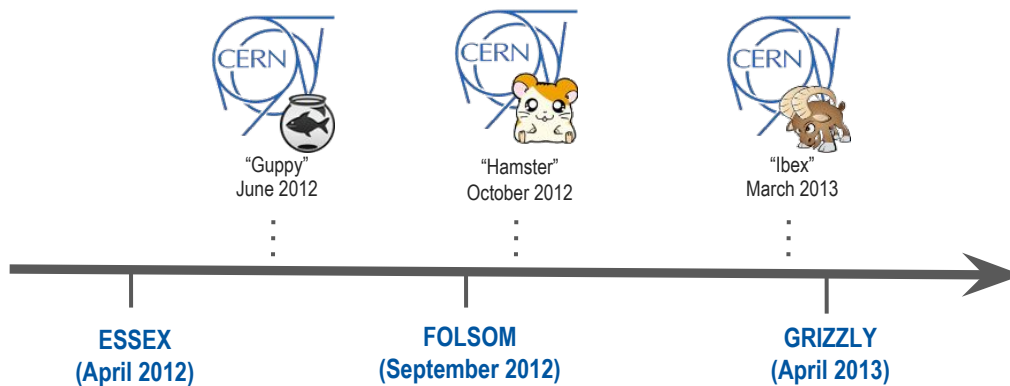 CERN
CERN
CERN
“Guppy”
June 2012
“Hamster”
October 2012
“Ibex”
March 2013
ESSEX
(April 2012)
FOLSOM
(September 2012)
GRIZZLY
(April 2013)